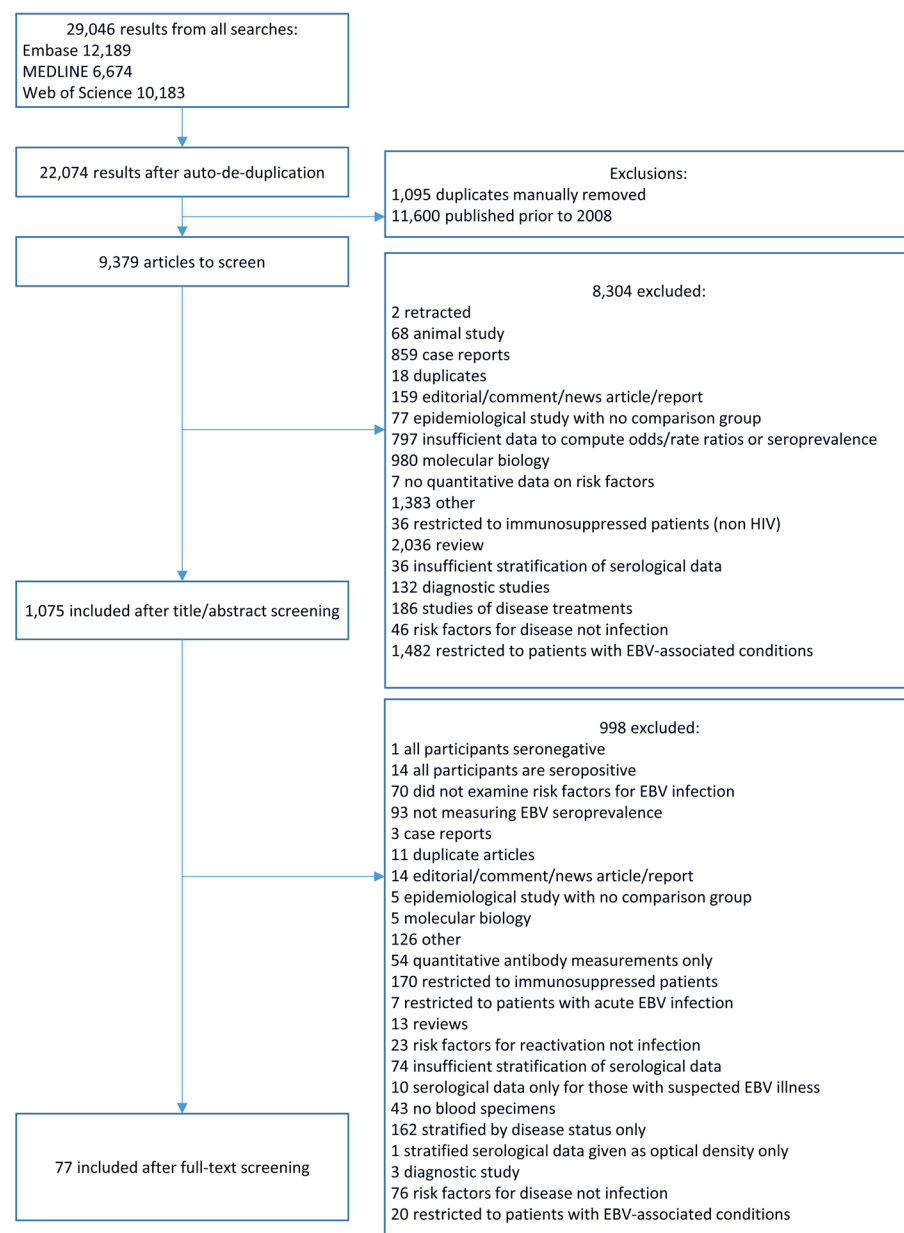 29,046 results from all searches:
Embase 12,189
MEDLINE 6,674
Web of Science 10,183
22,074 results after auto-de-duplication
Exclusions:
1,095 duplicates manually removed
11,600 published prior to 2008
9,379 articles to screen
8,304 excluded:
2 retracted
68 animal study
859 case reports
18 duplicates
159 editorial/comment/news article/report
77 epidemiological study with no comparison group
797 insufficient data to compute odds/rate ratios or seroprevalence
980 molecular biology
7 no quantitative data on risk factors
1,383 other
36 restricted to immunosuppressed patients (non HIV)
2,036 review
36 insufficient stratification of serological data
132 diagnostic studies
186 studies of disease treatments
46 risk factors for disease not infection
1,482 restricted to patients with EBV-associated conditions
1,075 included after title/abstract screening
998 excluded:
1 all participants seronegative
14 all participants are seropositive
70 did not examine risk factors for EBV infection
93 not measuring EBV seroprevalence
3 case reports
11 duplicate articles
14 editorial/comment/news article/report
5 epidemiological study with no comparison group
5 molecular biology
126 other
54 quantitative antibody measurements only
170 restricted to immunosuppressed patients
7 restricted to patients with acute EBV infection
13 reviews
23 risk factors for reactivation not infection
74 insufficient stratification of serological data
10 serological data only for those with suspected EBV illness
43 no blood specimens
162 stratified by disease status only
1 stratified serological data given as optical density only
3 diagnostic study
76 risk factors for disease not infection
20 restricted to patients with EBV-associated conditions
77 included after full-text screening